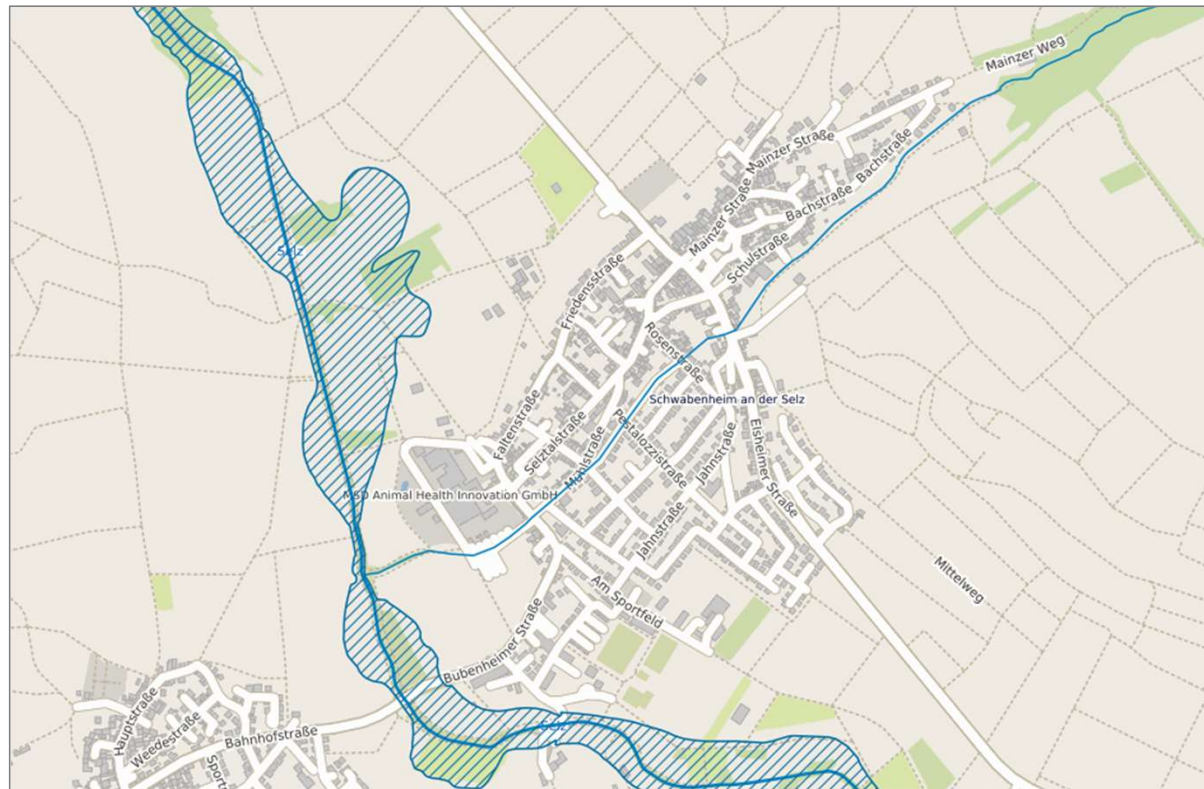 Mainzer Weg
Mainzer Straße
Bachstraße
Bachstraße
Mainzer Straße
Schulstraße
Selz
Friedensstraße
Rosenstraße
Schwabenheim an der Selz
Faltenstraße
Selztalstraße
Pestalozzistraße
Jahnstraße
Elsheimer Straße
Mühlstraße
MSD Animal Health Innovation GmbH
Jahnstraße
Mittelweg
Am Sportfeld
Bubenheimer Straße
Hauptstraße
Weedestraße
Bahnhofstraße
Selz
Sport